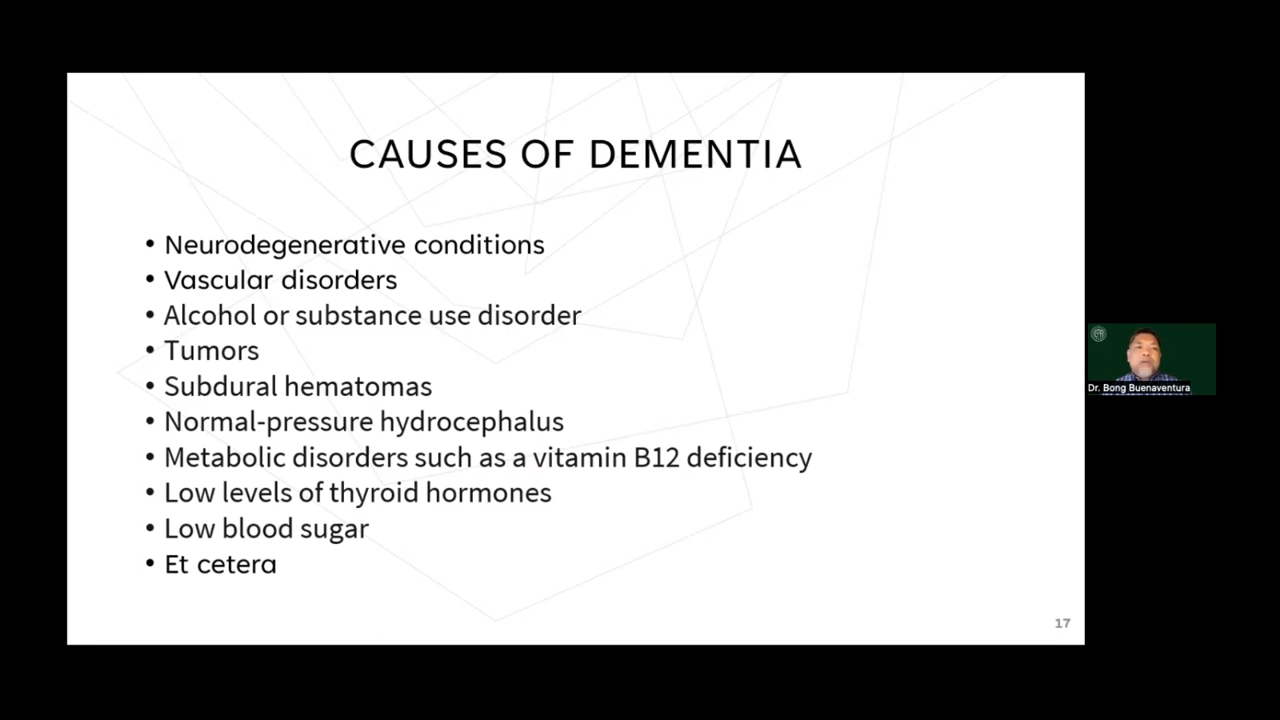 CAUSES OF DEMENTIA
• Neurodegenerative conditions
• Vascular disorders
• Alcohol or substance use disorder
• Tumors
• Subdural hematomas
• Normal-pressure hydrocephalus
• Metabolic disorders such as a vitamin B12 deficiency
• Low levels of thyroid hormones
• Low blood sugar
• Et cetera
17
Dr. Bong Buenaventura